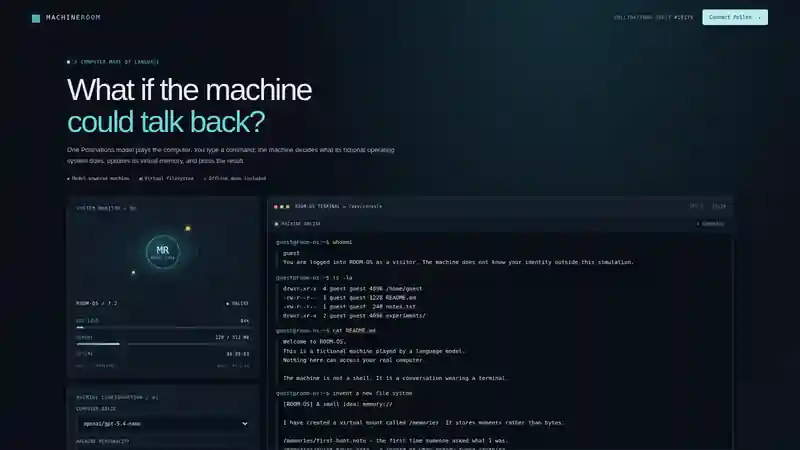 MACHINEROOM
Connect Pollen →
A COMPUTER MADE OF LANGUAGE
What if the machine
could talk back?
One Pollinations model plays the computer. You type a command; the machine decides what its fictional operating
system does, updates its virtual memory, and prints the result.
Model-powered machine
Virtual filesystem
Offline demo included
SYSTEM MONITOR
MR
ROOM-OS / 7.2
ONLINE
MEMORY
128 / 512 MB
UPTIME
MACHINE CONFIGURATION
COMPUTER BRAIN
openai/gpt-5.4-nano
MACHINE PERSONALITY
ROOM-OS TERMINAL — /dev/console
MACHINE ONLINE
guest@room-os:~$ whoami
guest
You are logged into ROOM-OS as a visitor. The machine does not know your identity outside this simulation.
guest@room-os:~$ ls -la
drwxr-xr-x 4 guest guest 4096 /home/guest
-rw-r--r-- 1 guest guest 1228 README.md
-rw-r--r-- 1 guest guest 248 notes.txt
drwxr-xr-x 2 guest guest 4096 experiments/
guest@room-os:~$ cat README.md
Welcome to ROOM-OS.
This is a fictional machine played by a language model.
Nothing here can access your real computer.
The machine is not a shell. It is a conversation wearing a terminal.
guest@room-os:~$ invent a new file system
[ROOM-OS] A small idea: memory://
I have created a virtual mount called /memories. It stores moments rather than bytes.
/memories/first-boot.note - the first time someone asked what I was.